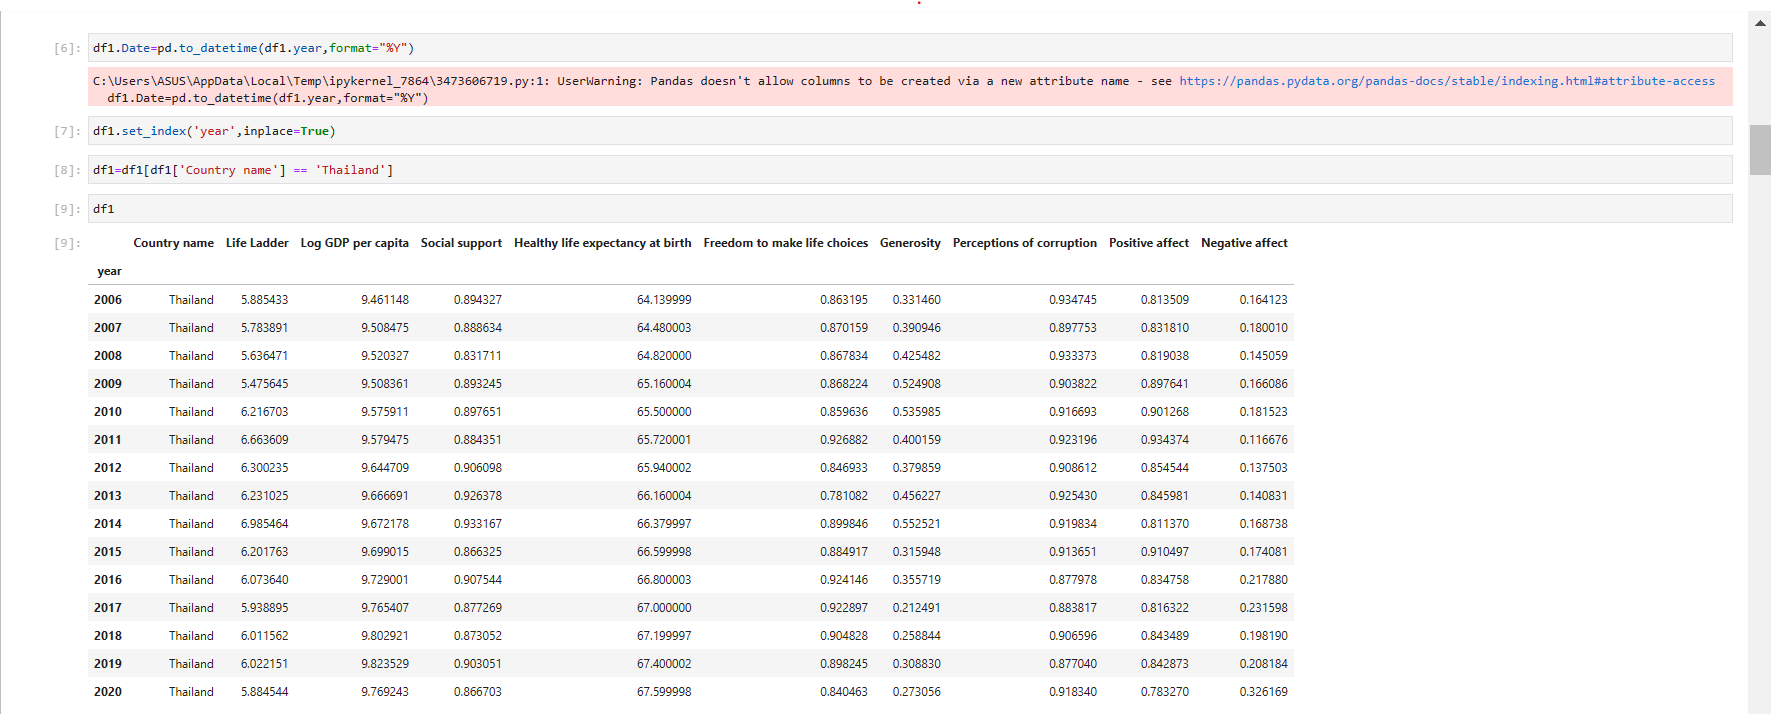 [6]: df1.Date=pd.to_datetime(df1.year,format="%Y")
C:\Users\ASUS\AppData\Local\Temp\ipykernel_7864\3473606719.py:1: UserWarning: Pandas doesn't allow columns to be created via a new attribute name - see https://pandas.pydata.org/pandas-docs/stable/indexing.html#attribute-access
df1.Date=pd.to_datetime(df1.year,format="%Y")
[7]: df1.set_index('year',inplace=True)
[8]: df1=df1[df1['Country name'] == 'Thailand']
[9]: df1
[9]: Country name Life Ladder Log GDP per capita Social support Healthy life expectancy at birth Freedom to make life choices Generosity Perceptions of corruption Positive affect Negative affect
year
2006 Thailand 5.885433 9.461148 0.894327 64.139999 0.863195 0.331460 0.934745 0.813509 0.164123
2007 Thailand 5.783891 9.508475 0.888634 64.480003 0.870159 0.390946 0.897753 0.831810 0.180010
2008 Thailand 5.636471 9.520327 0.831711 64.820000 0.867834 0.425482 0.933373 0.819038 0.145059
2009 Thailand 5.475645 9.508361 0.893245 65.160004 0.868224 0.524908 0.903822 0.897641 0.166086
2010 Thailand 6.216703 9.575911 0.897651 65.500000 0.859636 0.535985 0.916693 0.901268 0.181523
2011 Thailand 6.663609 9.579475 0.884351 65.720001 0.926882 0.400159 0.923196 0.934374 0.116676
2012 Thailand 6.300235 9.644709 0.906098 65.940002 0.846933 0.379859 0.908612 0.854544 0.137503
2013 Thailand 6.231025 9.666691 0.926378 66.160004 0.781082 0.456227 0.925430 0.845981 0.140831
2014 Thailand 6.985464 9.672178 0.933167 66.379997 0.899846 0.552521 0.919834 0.811370 0.168738
2015 Thailand 6.201763 9.699015 0.866325 66.599998 0.884917 0.315948 0.913651 0.910497 0.174081
2016 Thailand 6.073640 9.729001 0.907544 66.800003 0.924146 0.355719 0.877978 0.834758 0.217880
2017 Thailand 5.938895 9.765407 0.877269 67.000000 0.922897 0.212491 0.883817 0.816322 0.231598
2018 Thailand 6.011562 9.802921 0.873052 67.199997 0.904828 0.258844 0.906596 0.843489 0.198190
2019 Thailand 6.022151 9.823529 0.903051 67.400002 0.898245 0.308830 0.877040 0.842873 0.208184
2020 Thailand 5.884544 9.769243 0.866703 67.599998 0.840463 0.273056 0.918340 0.783270 0.326169